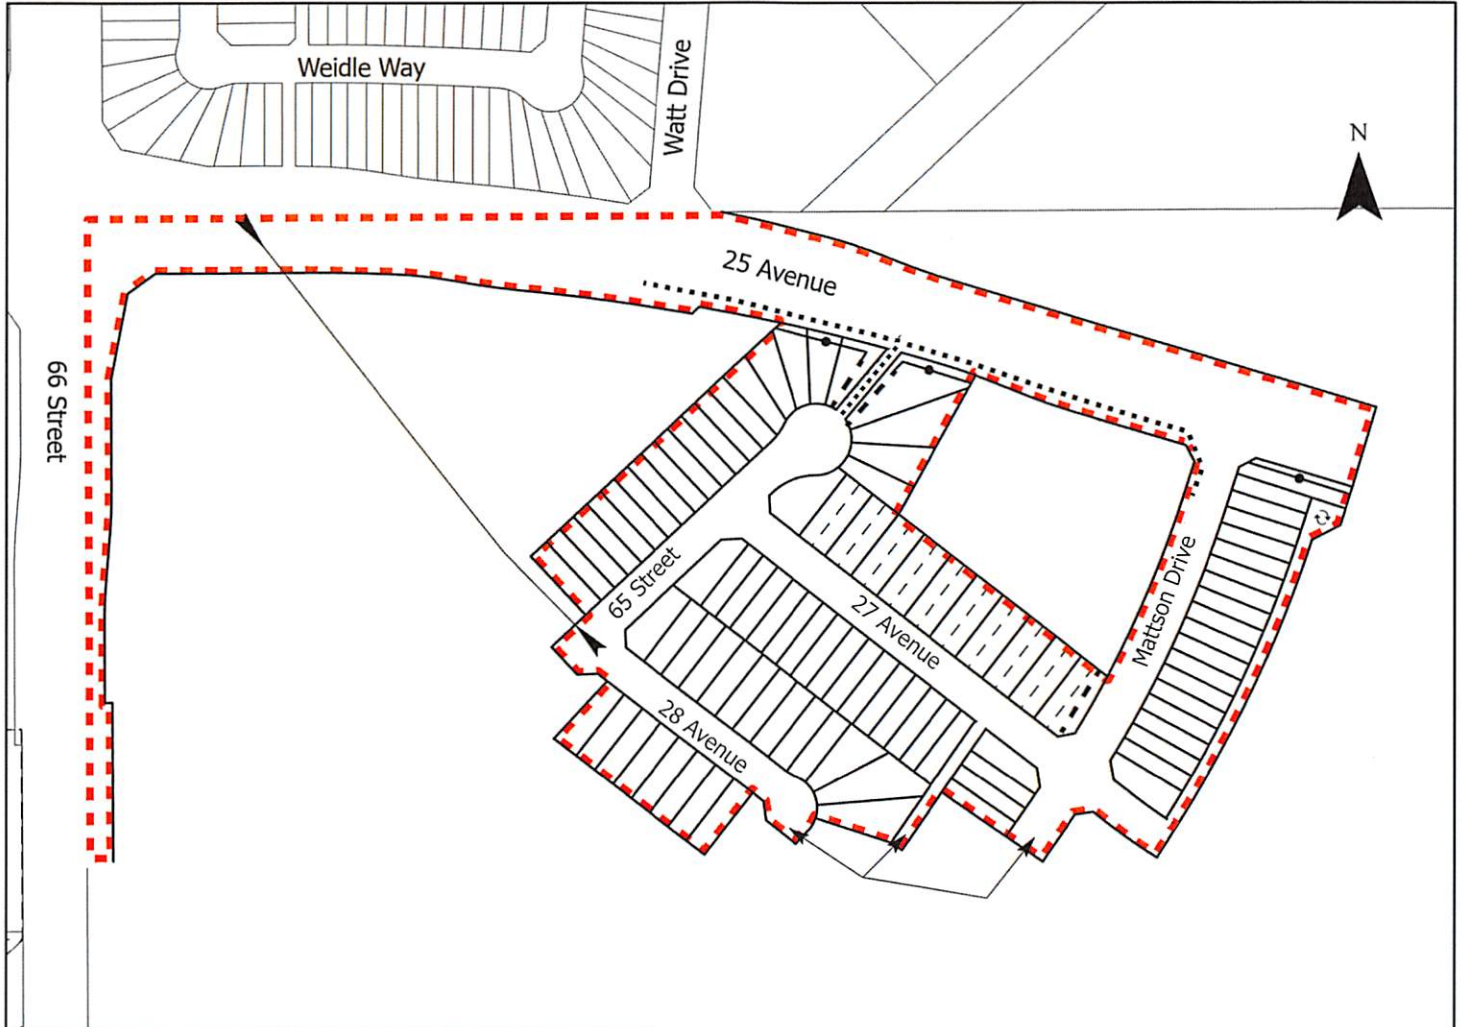 Weidle Way
Watt Drive
N
25 Avenue
66 Street
65 Street
27 Avenue
Mattson Drive
28 Avenue